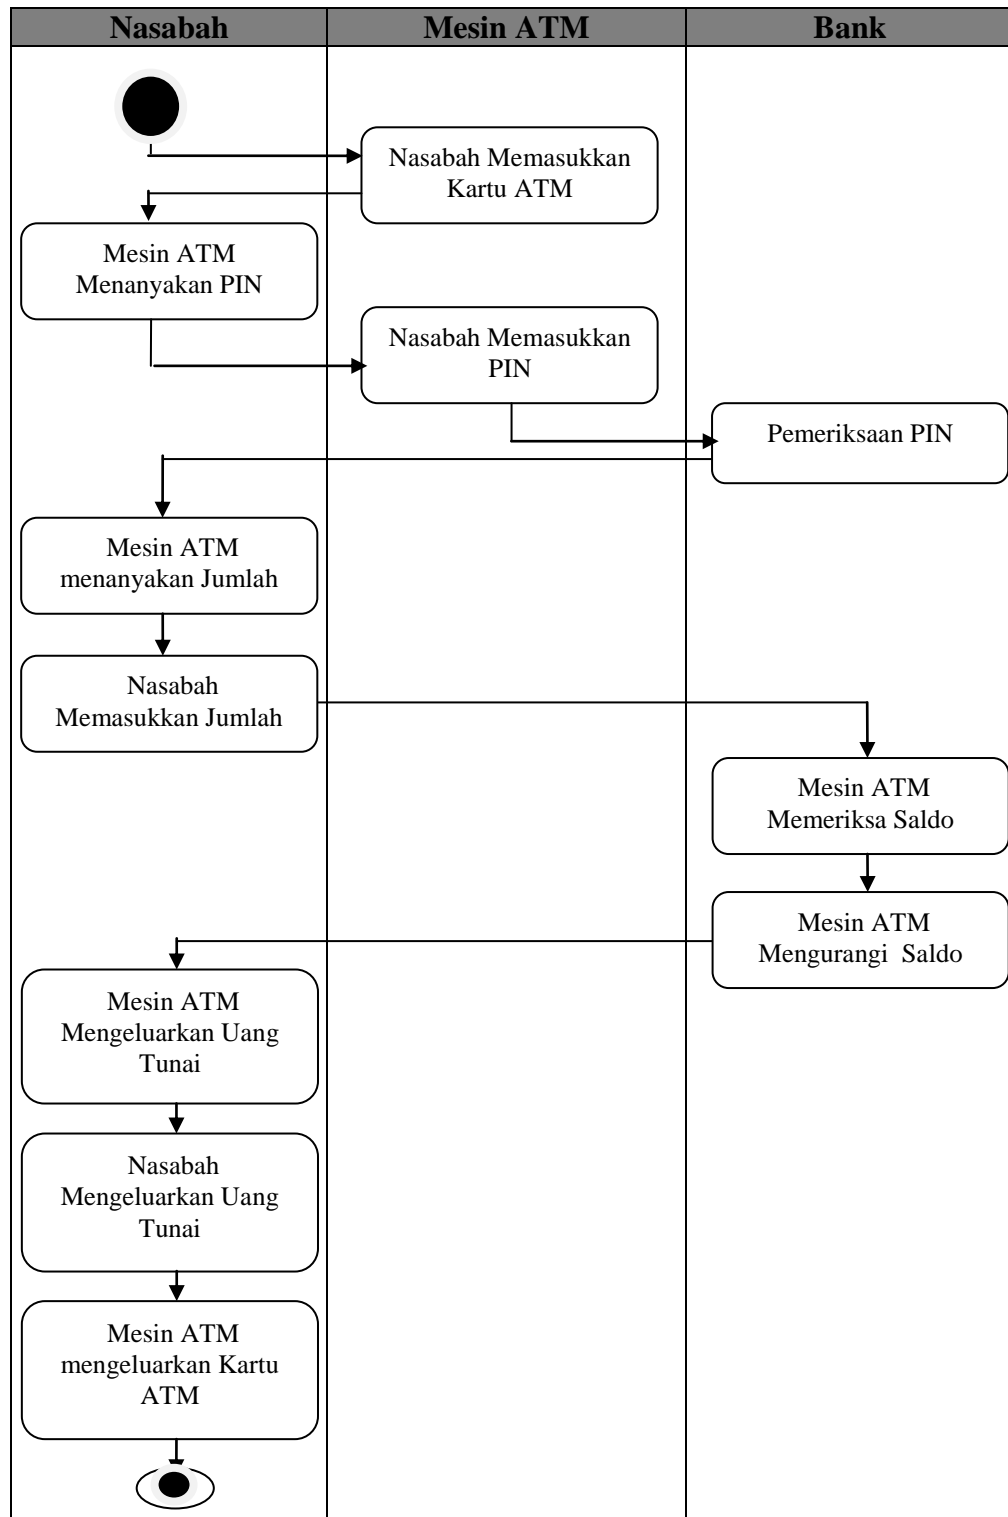 Nasabah
Mesin ATM
Bank
Nasabah Memasukkan
Kartu ATM
Mesin ATM
Menanyakan PIN
Nasabah Memasukkan
PIN
Pemeriksaan PIN
Mesin ATM
menanyakan Jumlah
Nasabah
Memasukkan Jumlah
Mesin ATM
Memeriksa Saldo
Mesin ATM
Mengurangi  Saldo
Mesin ATM
Mengeluarkan Uang
Tunai
Nasabah
Mengeluarkan Uang
Tunai
Mesin ATM
mengeluarkan Kartu
ATM